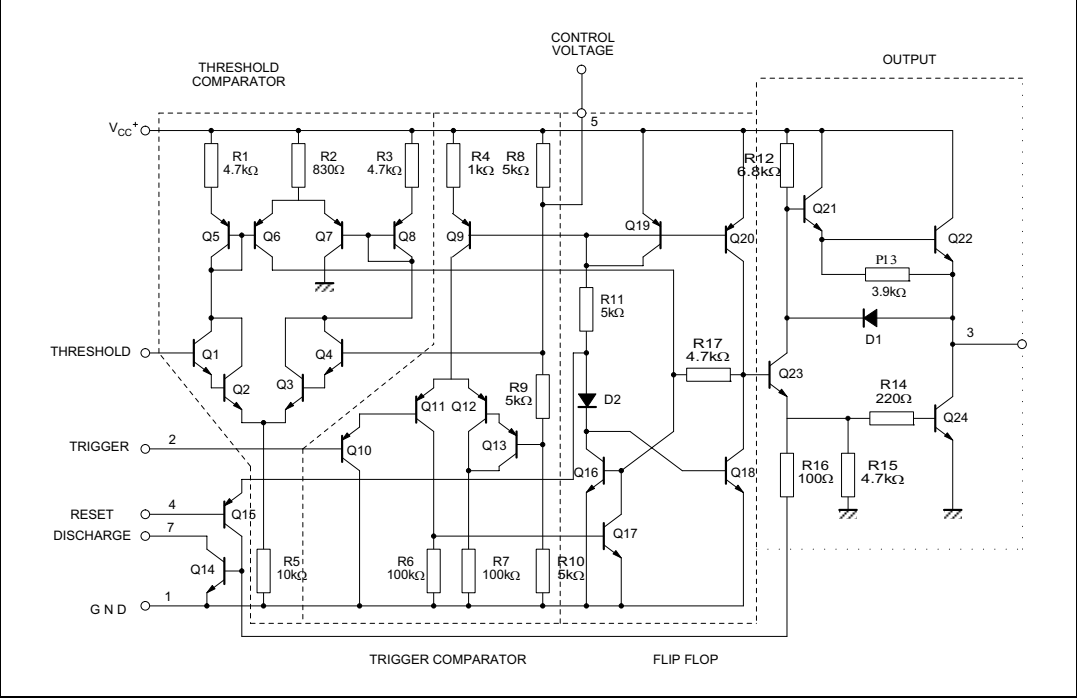 CONTROL
VOLTAGE
OUTPUT
THRESHOLD
COMPARATOR
VCC+
5
R1
4.7kΩ
R2
830Ω
R3
4.7kΩ
R4
1kΩ
R8
5kΩ
R12
6.8kΩ
Q5
Q6
Q7
Q8
Q9
Q19
Q20
Q21
Q22
P13
3.9kΩ
R11
5kΩ
D1
3
THRESHOLD
Q1
Q2
Q3
Q4
R17
4.7kΩ
Q23
R9
5kΩ
D2
R14
220Ω
Q11
Q12
Q24
TRIGGER
2
Q10
Q13
Q16
Q18
R16
100Ω
R15
4.7kΩ
RESET
4
Q15
DISCHARGE
7
Q17
Q14
R5
10kΩ
R6
100kΩ
R7
100kΩ
R10
5kΩ
GND
1
TRIGGER COMPARATOR
FLIP FLOP